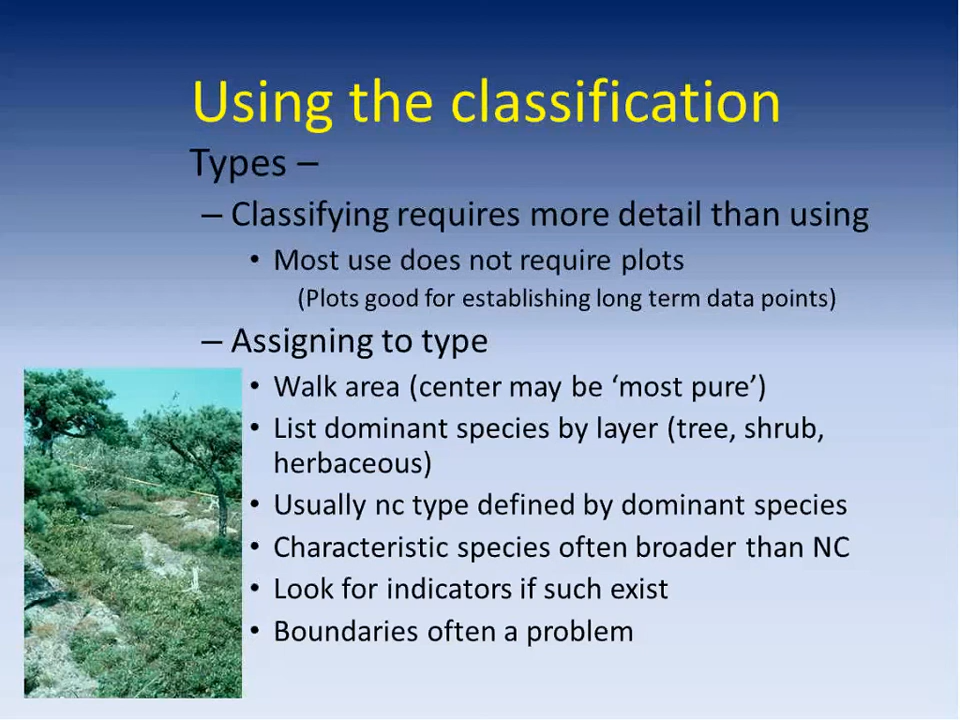 Using the classification
Types –
– Classifying requires more detail than using
• Most use does not require plots
(Plots good for establishing long term data points)
– Assigning to type
• Walk area (center may be ‘most pure’)
• List dominant species by layer (tree, shrub,
herbaceous)
• Usually nc type defined by dominant species
• Characteristic species often broader than NC
• Look for indicators if such exist
• Boundaries often a problem